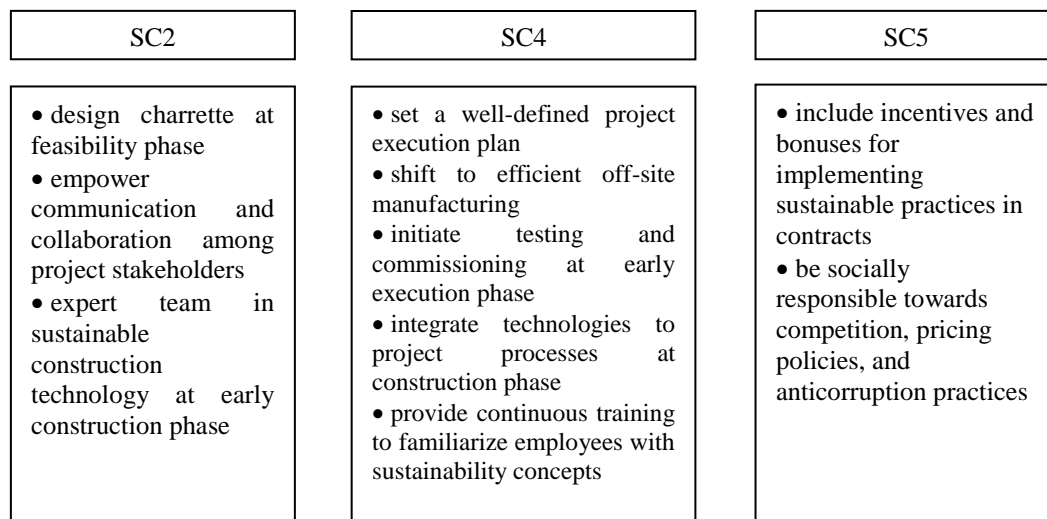 SC2
• design charrette at
feasibility phase
• empower
communication and
collaboration among
project stakeholders
• expert team in
sustainable
construction
technology at early
construction phase
SC4
• set a well-defined project
execution plan
• shift to efficient off-site
manufacturing
• initiate testing and
commissioning at early
execution phase
• integrate technologies to
project processes at
construction phase
• provide continuous training
to familiarize employees with
sustainability concepts
SC5
• include incentives and
bonuses for
implementing
sustainable practices in
contracts
• be socially
responsible towards
competition, pricing
policies, and
anticorruption practices